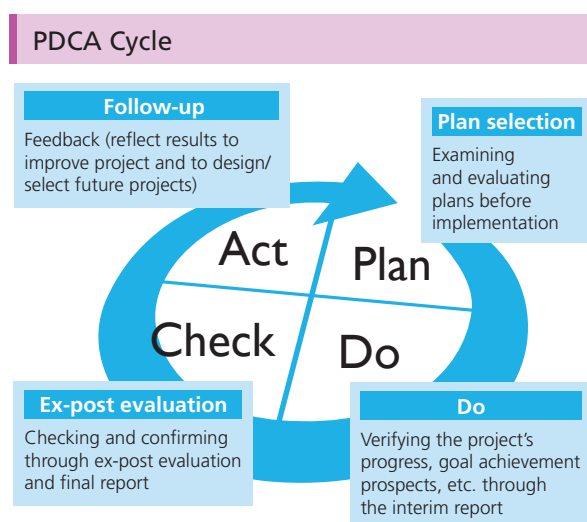 PDCA Cycle
Follow-up
Feedback (reflect results to
improve project and to design/
select future projects)
Plan selection
Examining
and evaluating
plans before
implementation
Act
Plan
Check
Do
Ex-post evaluation
Checking and confirming
through ex-post evaluation
and final report
Do
Verifying the project's
progress, goal achievement
prospects, etc. through
the interim report